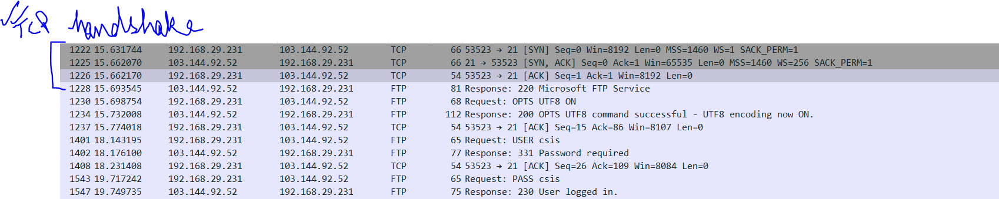 TCP handshake
1222 15.631744 192.168.29.231 103.144.92.52 TCP 66 53523 → 21 [SYN] Seq=0 Win=8192 Len=0 MSS=1460 WS=1 SACK_PERM=1
1225 15.662070 103.144.92.52 192.168.29.231 TCP 66 21 → 53523 [SYN, ACK] Seq=0 Ack=1 Win=65535 Len=0 MSS=1460 WS=256 SACK_PERM=1
1226 15.662170 192.168.29.231 103.144.92.52 TCP 54 53523 → 21 [ACK] Seq=1 Ack=1 Win=8192 Len=0
1228 15.693545 103.144.92.52 192.168.29.231 FTP 81 Response: 220 Microsoft FTP Service
1230 15.698754 192.168.29.231 103.144.92.52 FTP 68 Request: OPTS UTF8 ON
1234 15.732008 103.144.92.52 192.168.29.231 FTP 112 Response: 200 OPTS UTF8 command successful - UTF8 encoding now ON.
1237 15.774018 192.168.29.231 103.144.92.52 TCP 54 53523 → 21 [ACK] Seq=15 Ack=86 Win=8107 Len=0
1401 18.143195 192.168.29.231 103.144.92.52 FTP 65 Request: USER csis
1402 18.176100 103.144.92.52 192.168.29.231 FTP 77 Response: 331 Password required
1408 18.231408 192.168.29.231 103.144.92.52 TCP 54 53523 → 21 [ACK] Seq=26 Ack=109 Win=8084 Len=0
1543 19.717242 192.168.29.231 103.144.92.52 FTP 65 Request: PASS csis
1547 19.749735 103.144.92.52 192.168.29.231 FTP 75 Response: 230 User logged in.